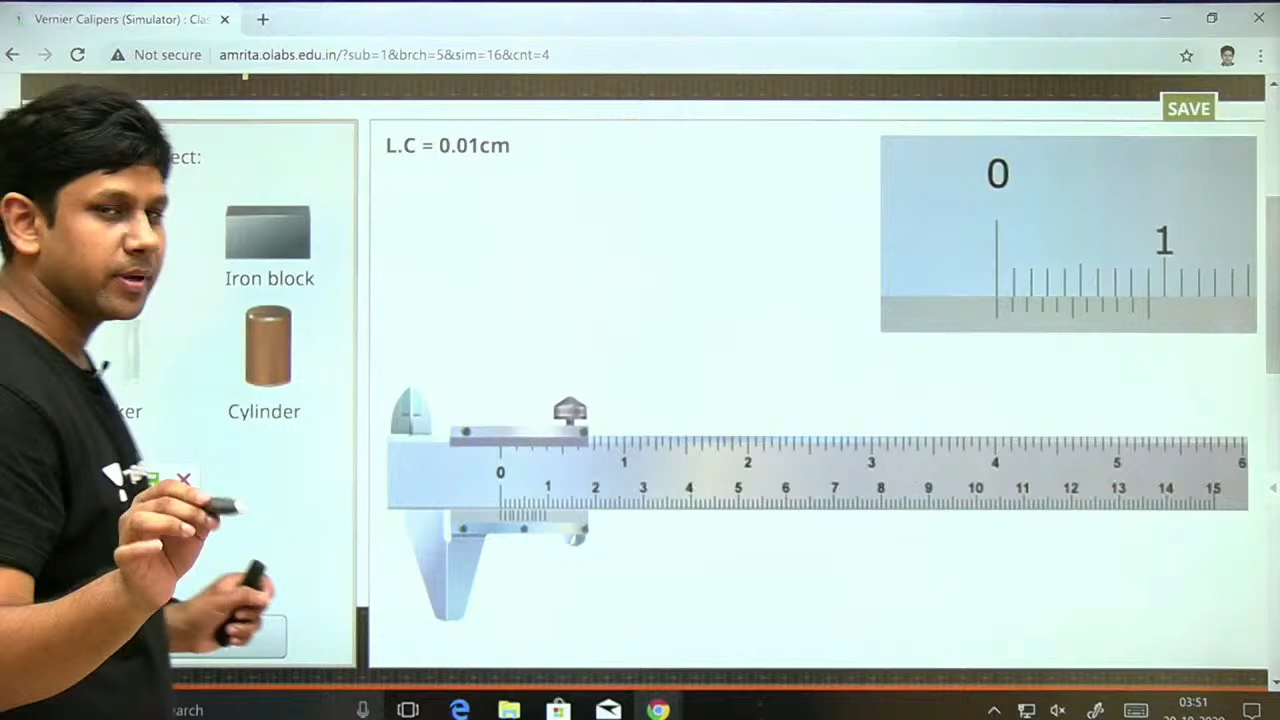 Vernier Calipers (Simulator) : Clas
Not secure
amrita.olabs.edu.in/?sub=1&brch=5&sim=16&cnt=4
SAVE
ect:
L.C = 0.01cm
0
1
Iron block
ker
Cylinder
1 2 3 4 5 6
0
1 2 3 4 5 6 7 8 9 10 11 12 13 14 15
earch
03:51